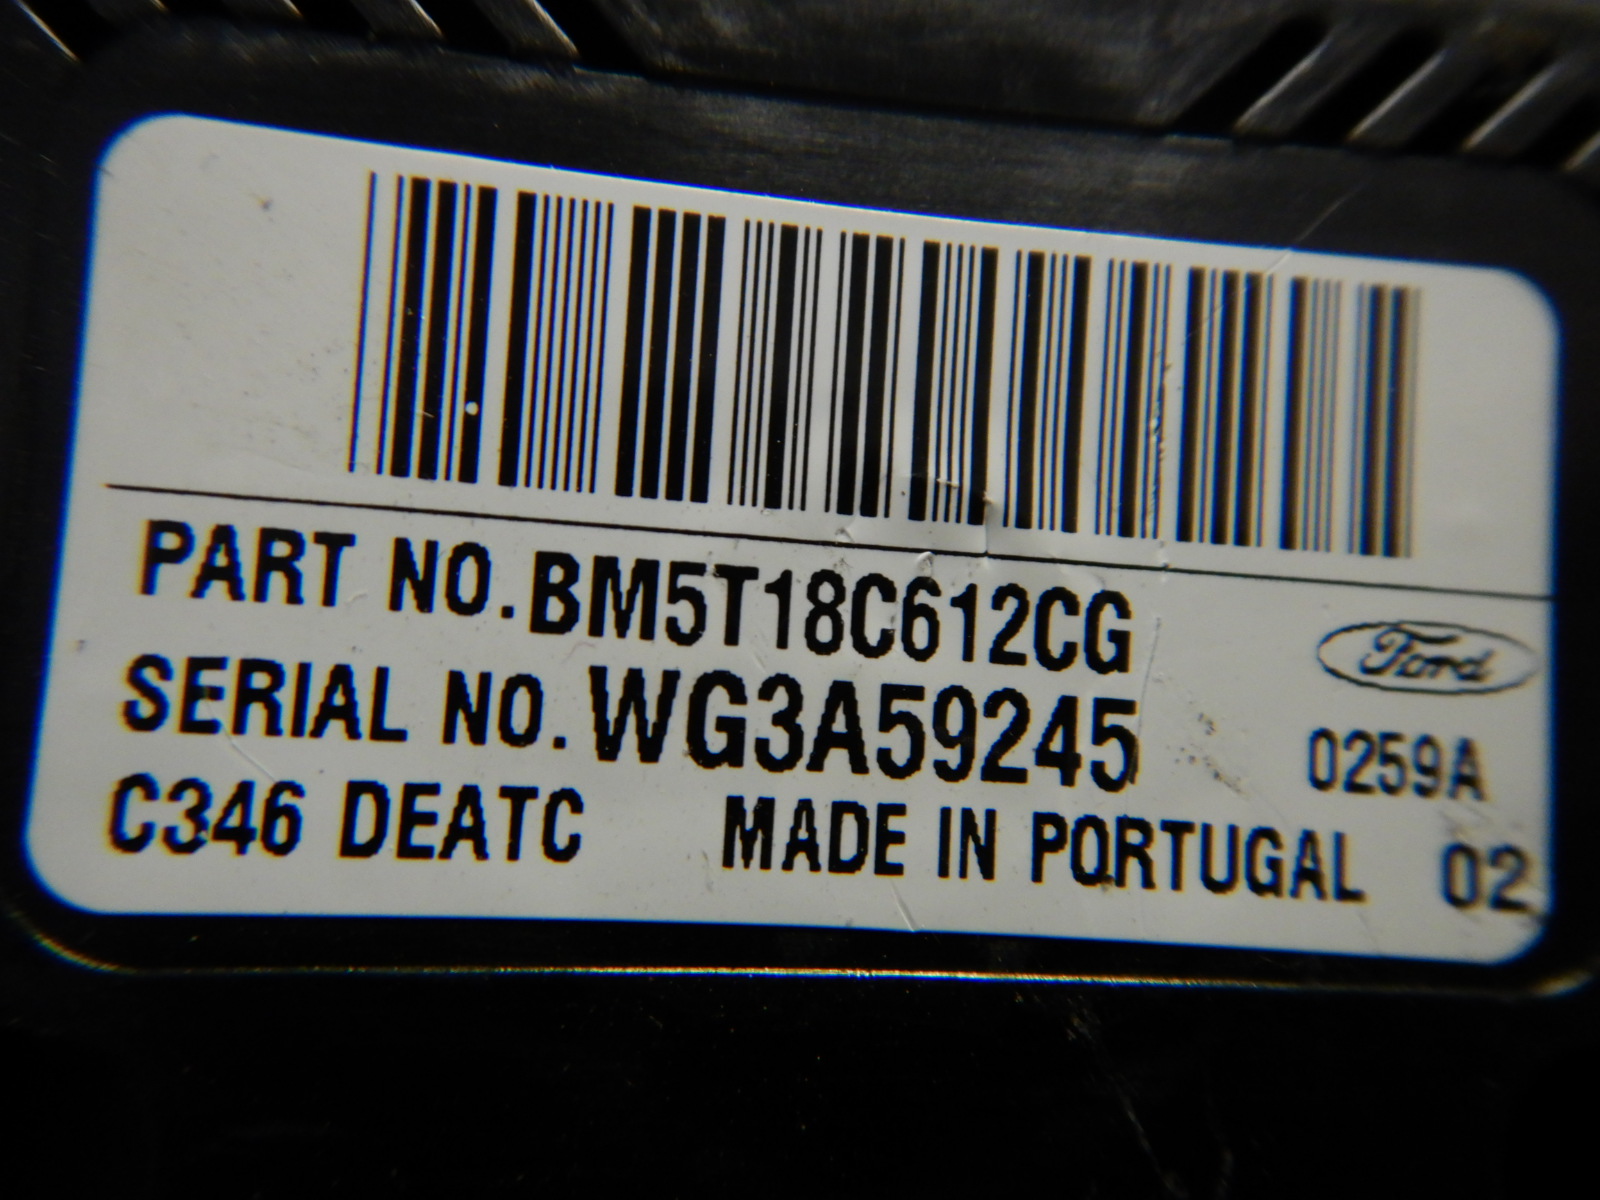 PART NO. BM5T18C612CG
Ford
SERIAL NO. WG3A59245
0259A
C346 DEATC MADE IN PORTUGAL 02